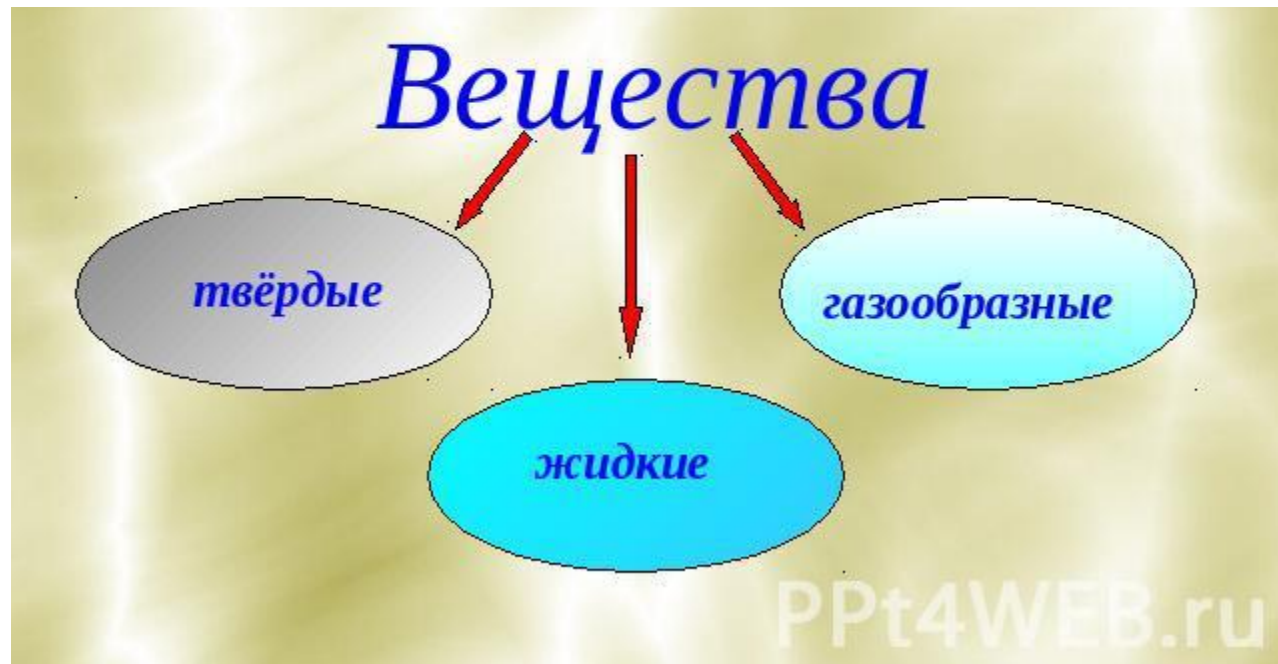 Вещества
твёрдые
газообразные
жидкие
PPt4WEB.ru